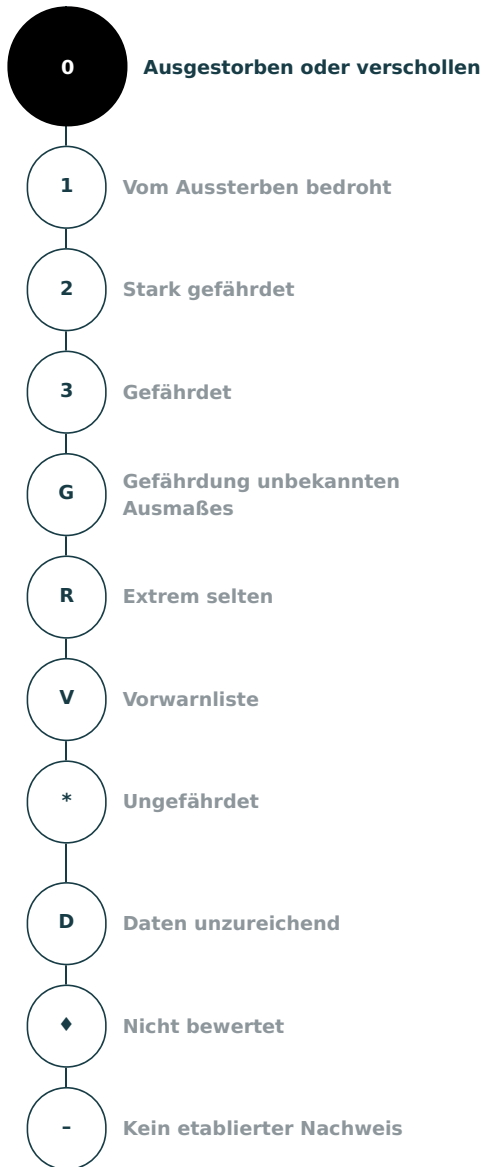 0 Ausgestorben oder verschollen
1 Vom Aussterben bedroht
2 Stark gefährdet
3 Gefährdet
G Gefährdung unbekannten
Ausmaßes
R Extrem selten
V Vorwarnliste
* Ungefährdet
D Daten unzureichend
♦ Nicht bewertet
– Kein etablierter Nachweis